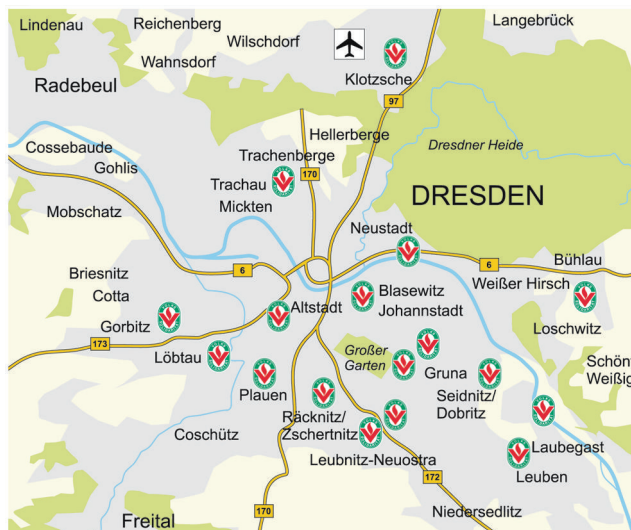 Lindenau
Reichenberg
Langebrück
Wilschdorf
Wahnsdorf
Klotzsche
Radebeul
97
Hellerberge
Cossebaude
Trachenberge
Dresdner Heide
Gohlis
170
Trachau
DRESDEN
Mobschatz
Mickten
Neustadt
Bühlau
6
6
Briesnitz
Weißer Hirsch
Cotta
Blasewitz
Altstadt
Johannstadt
Gorbitz
Loschwitz
173
Löbtau
Großer
Garten
Schönf
Weißig
Gruna
Plauen
Seidnitz/
Dobritz
Räcknitz/
Zschertnitz
Coschütz
Laubegast
Leubnitz-Neuostra
Leuben
172
170
Niedersedlitz
Freital